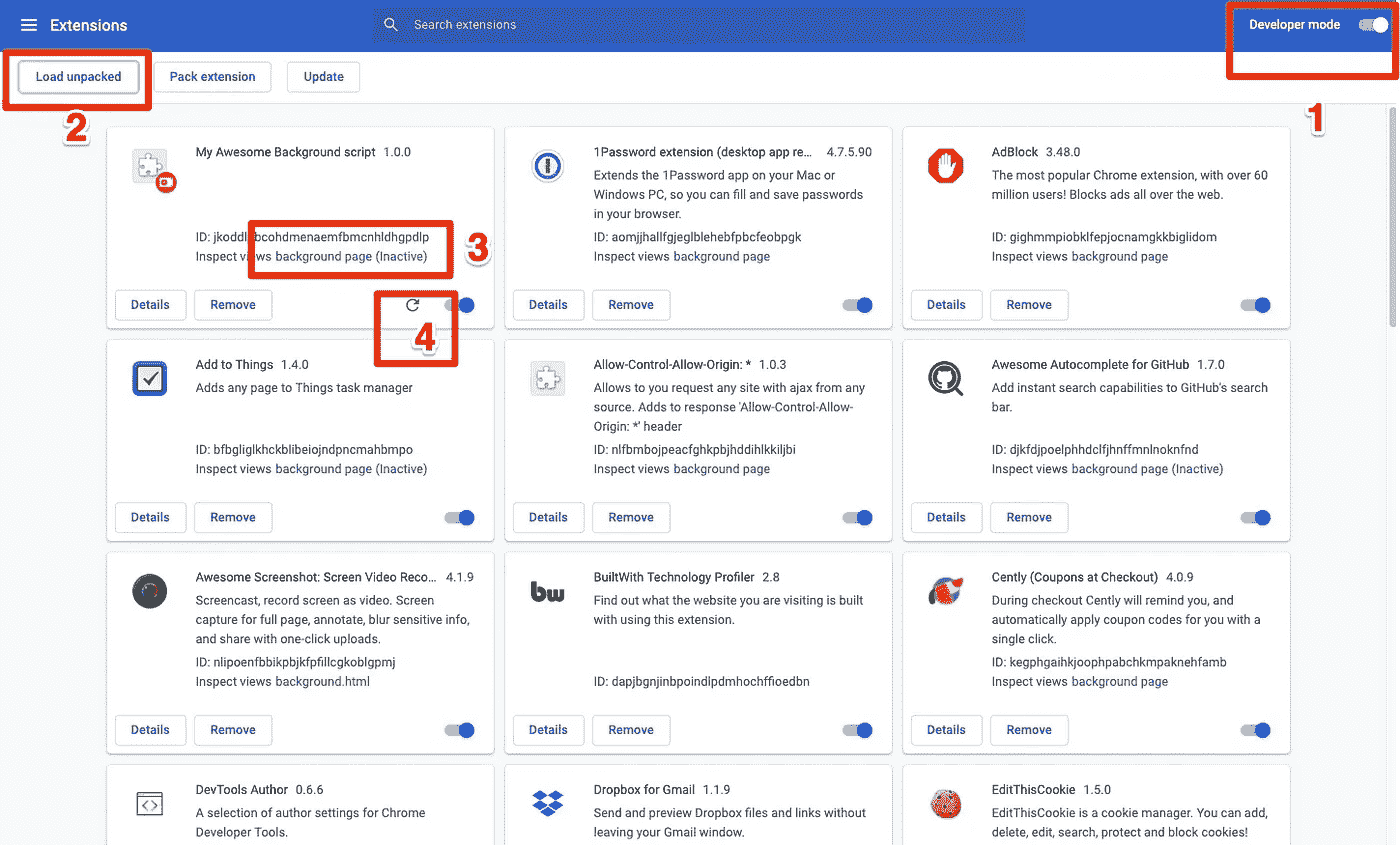 Extensions
Search extensions
Developer mode
Load unpacked
Pack extension
Update
1
2
My Awesome Background script 1.0.0
ID: jkoddl bcohdmenaemfbmcnhldhgpdlp
Inspect views background page (Inactive)
3
Details
Remove
4
1Password extension (desktop app re... 4.7.5.90
Extends the 1Password app on your Mac or
Windows PC, so you can fill and save passwords
in your browser.
ID: aomjjhallfgjeglblehebfpbcfeobpgk
Inspect views background page
Details
Remove
AdBlock 3.48.0
The most popular Chrome extension, with over 60
million users! Blocks ads all over the web.
ID: gighmmpiobklfepjocnamgkkbiglidom
Inspect views background page
Details
Remove
Add to Things 1.4.0
Adds any page to Things task manager
ID: bfbgliglkhckblibeiojndpncmahbmpo
Inspect views background page (Inactive)
Details
Remove
Allow-Control-Allow-Origin: * 1.0.3
Allows to you request any site with ajax from any
source. Adds to response 'Allow-Control-Allow-
Origin: *' header
ID: nlfbmbojpeacfghkpbjhddihlkkiljbi
Inspect views background page
Details
Remove
Awesome Autocomplete for GitHub 1.7.0
Add instant search capabilities to GitHub's search
bar.
ID: djkfdjpoelphhdclfjhnffmnlnoknfnd
Inspect views background page (Inactive)
Details
Remove
Awesome Screenshot: Screen Video Reco... 4.1.9
Screencast, record screen as video. Screen
capture for full page, annotate, blur sensitive info,
and share with one-click uploads.
ID: nlipoenfbbikpbjkfpfillcgkoblgpmj
Inspect views background.html
Details
Remove
bw
BuiltWith Technology Profiler 2.8
Find out what the website you are visiting is built
with using this extension.
ID: dapjbgnjinbpoindlpdmhochffioedbn
Details
Remove
Cently (Coupons at Checkout) 4.0.9
During checkout Cently will remind you, and
automatically apply coupon codes for you with a
single click.
ID: kegphgaihkjoophpabchkmpaknehfamb
Inspect views background page
Details
Remove
DevTools Author 0.6.6
A selection of author settings for Chrome
Developer Tools.
Dropbox for Gmail 1.1.9
Send and preview Dropbox files and links without
leaving your Gmail window.
EditThisCookie 1.5.0
EditThisCookie is a cookie manager. You can add,
delete, edit, search, protect and block cookies!